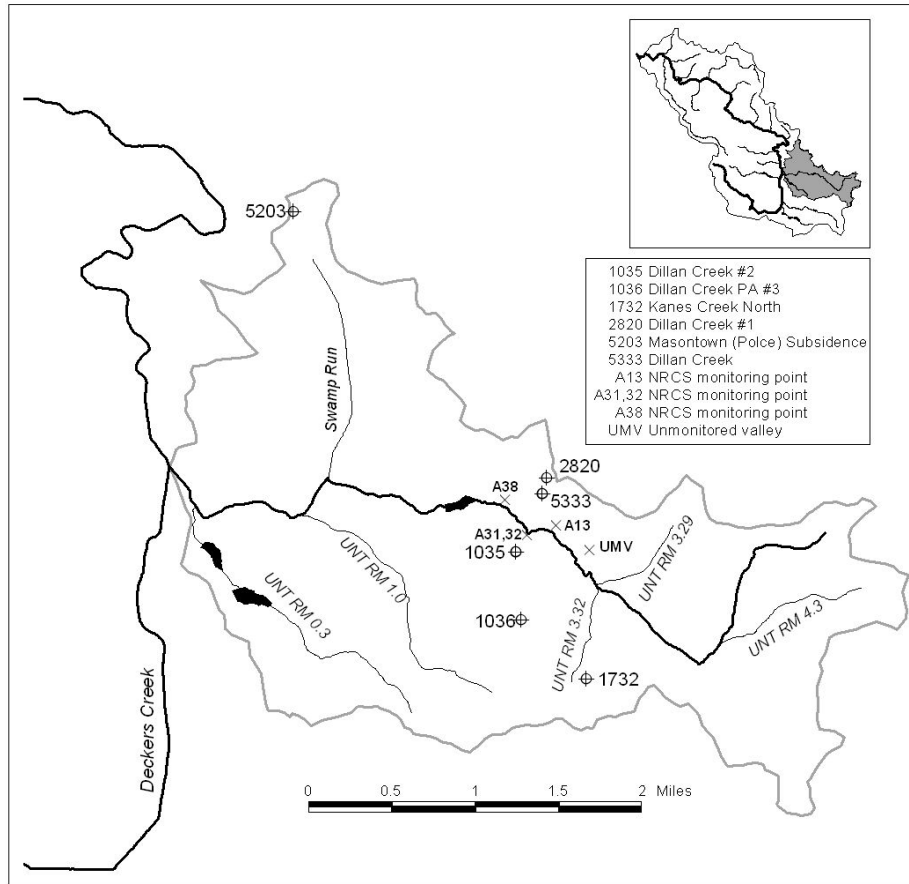 1035 Dillan Creek #2
1036 Dillan Creek PA #3
1732 Kanes Creek North
2820 Dillan Creek #1
5203 Masontown (Polce) Subsidence
5333 Dillan Creek
A13 NRCS monitoring point
A31,32 NRCS monitoring point
A38 NRCS monitoring point
UMV Unmonitored valley
5203
Swamp Run
2820
A38
5333
A13
A31,32
1035
UMV
UNT RM 3.29
UNT RM 1.0
UNT RM 0.3
1036
UNT RM 3.32
UNT RM 4.3
1732
Deckers Creek
0 0.5 1 1.5 2 Miles